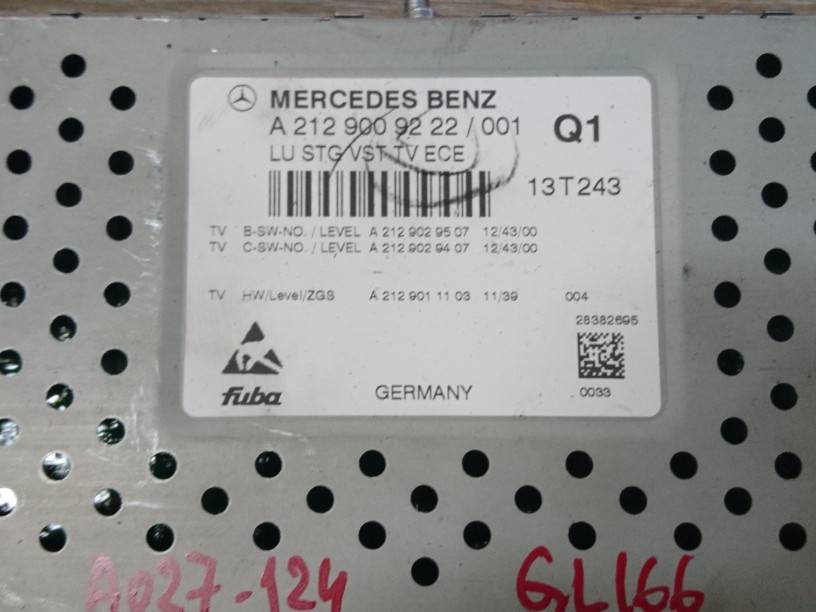 MERCEDES BENZ
A 212 900 92 22 / 001 Q1
LU STG VST TV ECE
13T243
TV B-SW-NO. / LEVEL A 212 902 95 07 12/43/00
TV C-SW-NO. / LEVEL A 212 902 94 07 12/43/00
TV HW/Level/ZGS A 212 901 11 03 11/39 004
28382695
fuba GERMANY 0033
A027-124 GL166